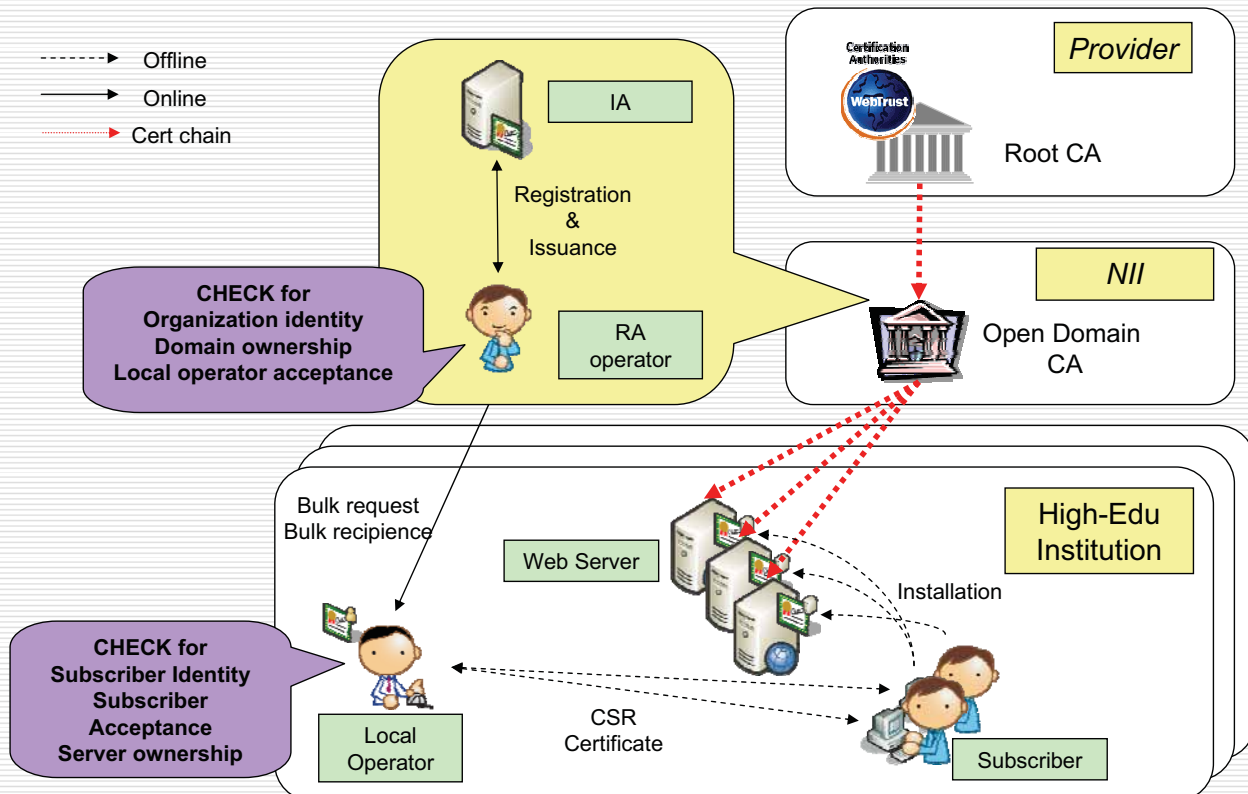 Offline
Online
Cert chain
IA
Registration
&
Issuance
RA
operator
CHECK for
Organization identity
Domain ownership
Local operator acceptance
Certification
Authorities
WebTrust
Provider
Root CA
NII
Open Domain
CA
Bulk request
Bulk recipience
Web Server
High-Edu
Institution
Installation
CHECK for
Subscriber Identity
Subscriber
Acceptance
Server ownership
Local
Operator
CSR
Certificate
Subscriber